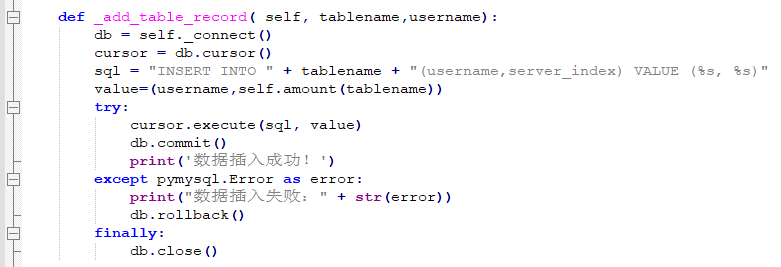 def _add_table_record( self, tablename,username):
db = self._connect()
cursor = db.cursor()
sql = "INSERT INTO " + tablename + "(username,server_index) VALUE (%s, %s)"
value=(username,self.amount(tablename))
try:
cursor.execute(sql, value)
db.commit()
print('数据插入成功！')
except pymysql.Error as error:
print("数据插入失败：" + str(error))
db.rollback()
finally:
db.close()